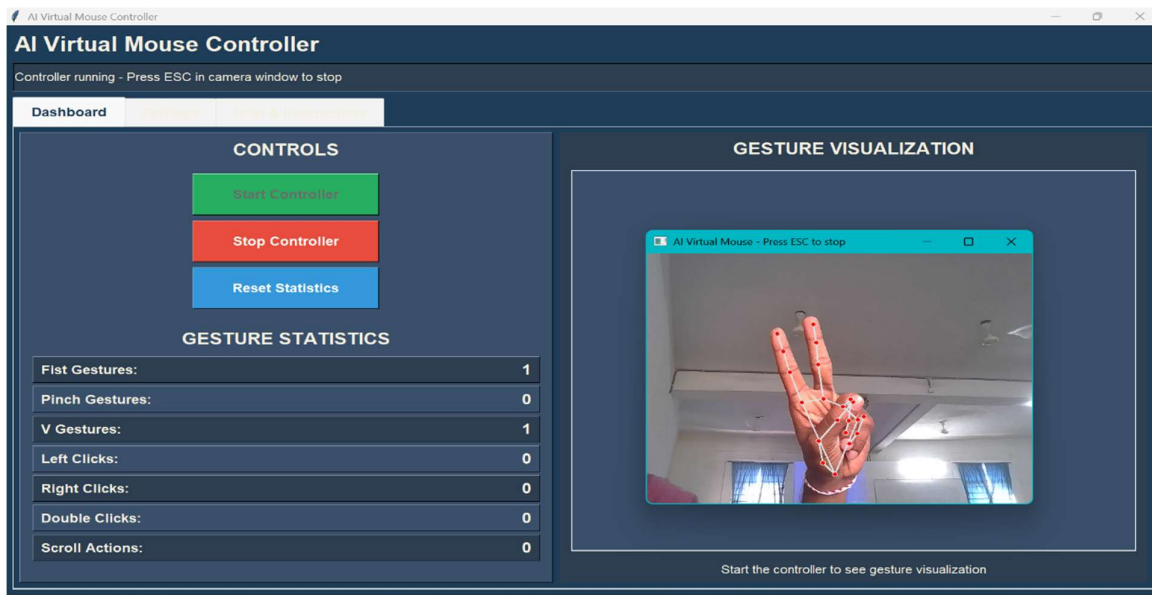 AI Virtual Mouse Controller
AI Virtual Mouse Controller
Controller running - Press ESC in camera window to stop
Dashboard
CONTROLS
Start Controller
Stop Controller
Reset Statistics
GESTURE STATISTICS
Fist Gestures: 1
Pinch Gestures: 0
V Gestures: 1
Left Clicks: 0
Right Clicks: 0
Double Clicks: 0
Scroll Actions: 0
GESTURE VISUALIZATION
AI Virtual Mouse - Press ESC to stop
Start the controller to see gesture visualization